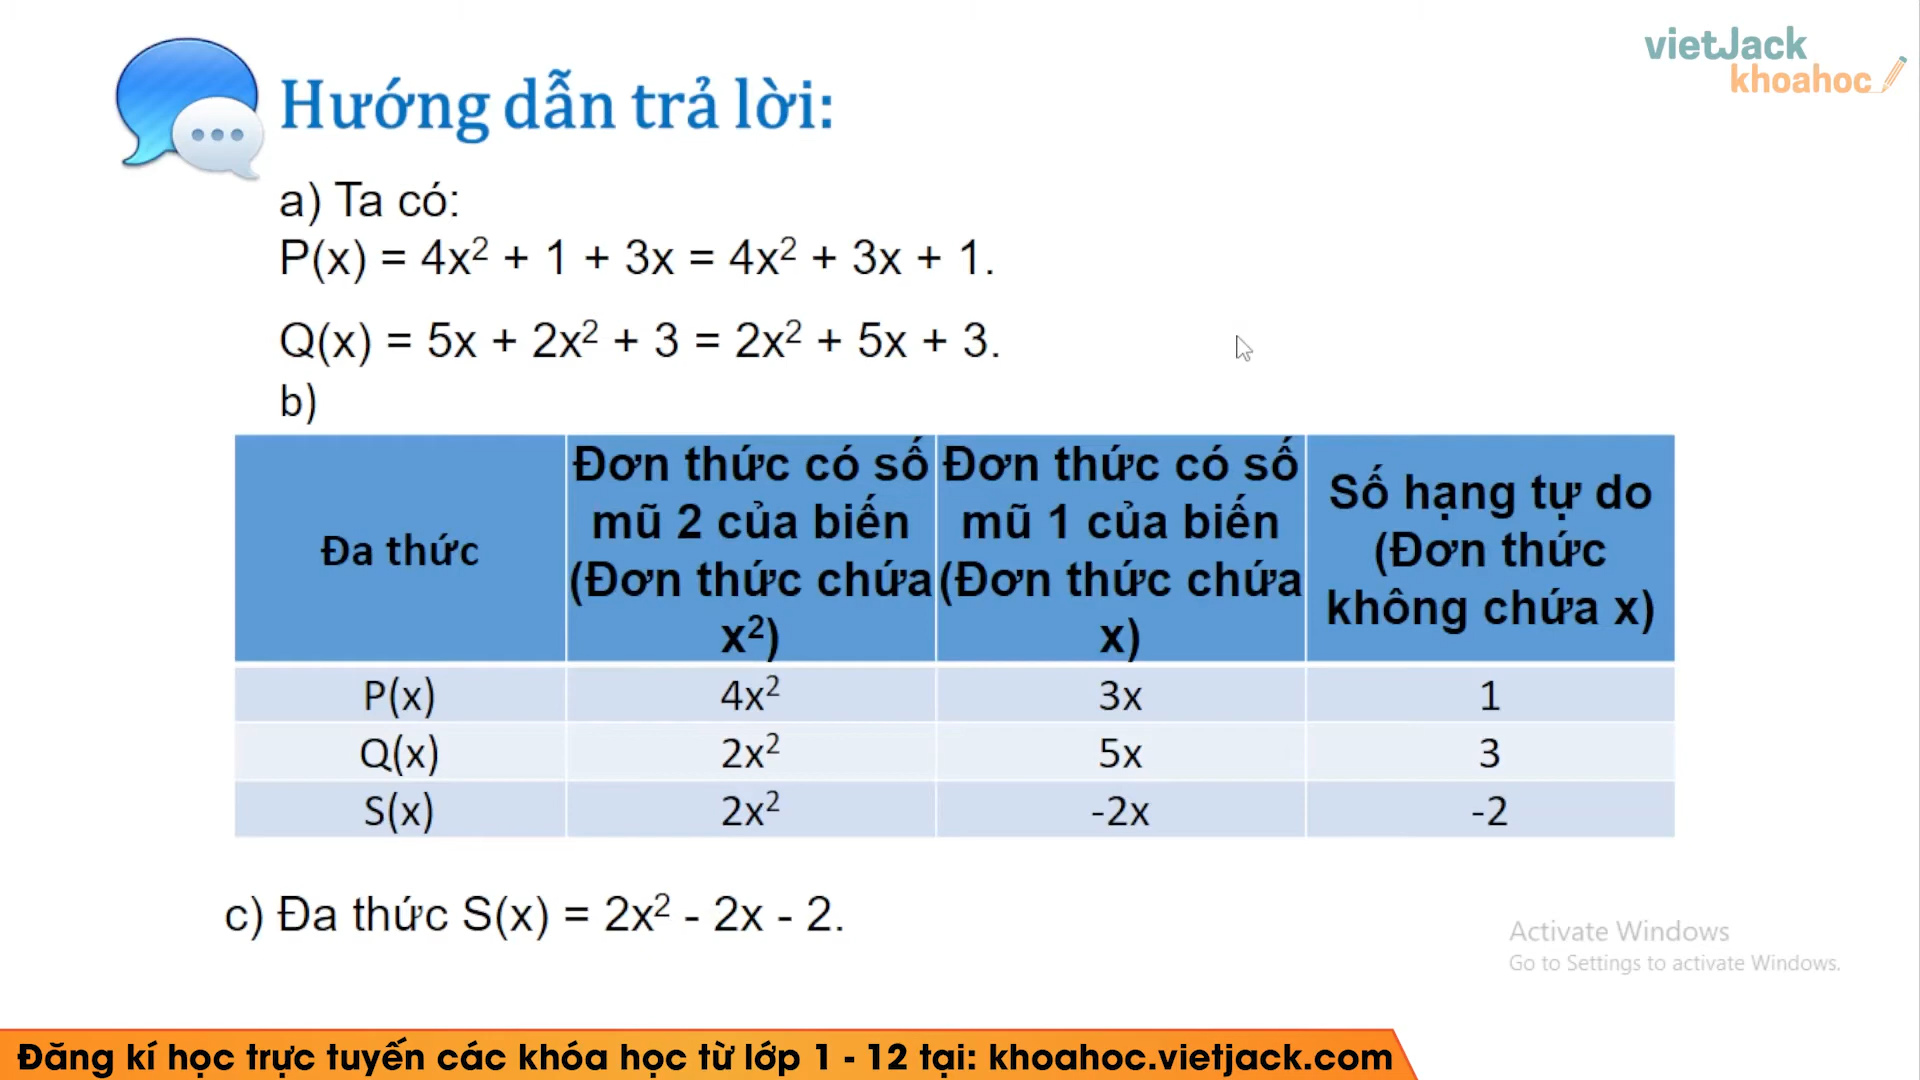 vietJack
khoahoc
Hướng dẫn trả lời:
a) Ta có:
P(x) = 4x² + 1 + 3x = 4x² + 3x + 1.
Q(x) = 5x + 2x² + 3 = 2x² + 5x + 3.
b)
Đa thức
Đơn thức có số
mũ 2 của biến
(Đơn thức chứa
x²)
Đơn thức có số
mũ 1 của biến
(Đơn thức chứa
x)
Số hạng tự do
(Đơn thức
không chứa x)
P(x) 4x² 3x 1
Q(x) 2x² 5x 3
S(x) 2x² -2x -2
c) Đa thức S(x) = 2x² - 2x - 2.
Activate Windows
Go to Settings to activate Windows.
Đăng kí học trực tuyến các khóa học từ lớp 1 - 12 tại: khoahoc.vietjack.com